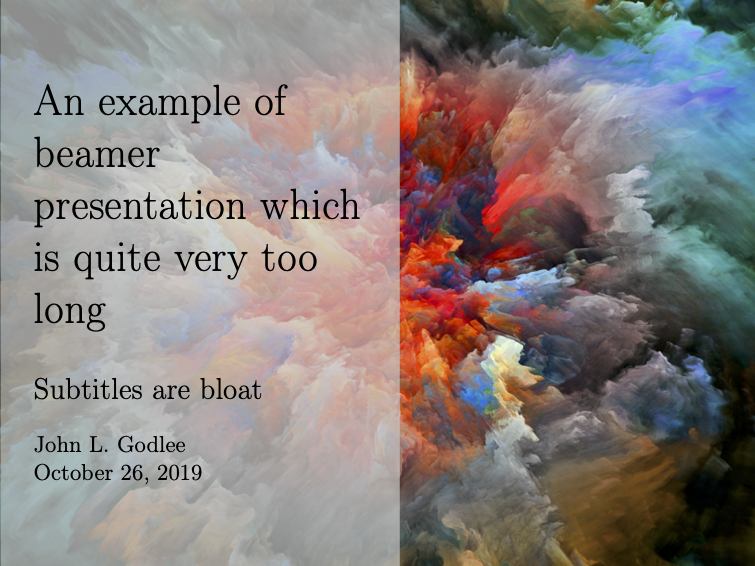 An example of
beamer
presentation which
is quite very too
long
Subtitles are bloat
John L. Godlee
October 26, 2019